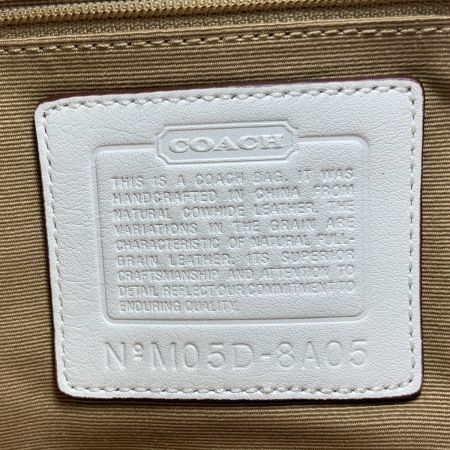 COACH
THIS IS A COACH BAG. IT WAS
HANDCRAFTED IN CHINA FROM
NATURAL COWHIDE LEATHER. THE
VARIATIONS IN THE GRAIN ARE
CHARACTERISTIC OF NATURAL FULL
GRAIN LEATHER. ITS SUPERIOR
CRAFTSMANSHIP AND ATTENTION TO
DETAIL REFLECT OUR COMMITMENT TO
ENDURING QUALITY.
Nº M05D-8A05